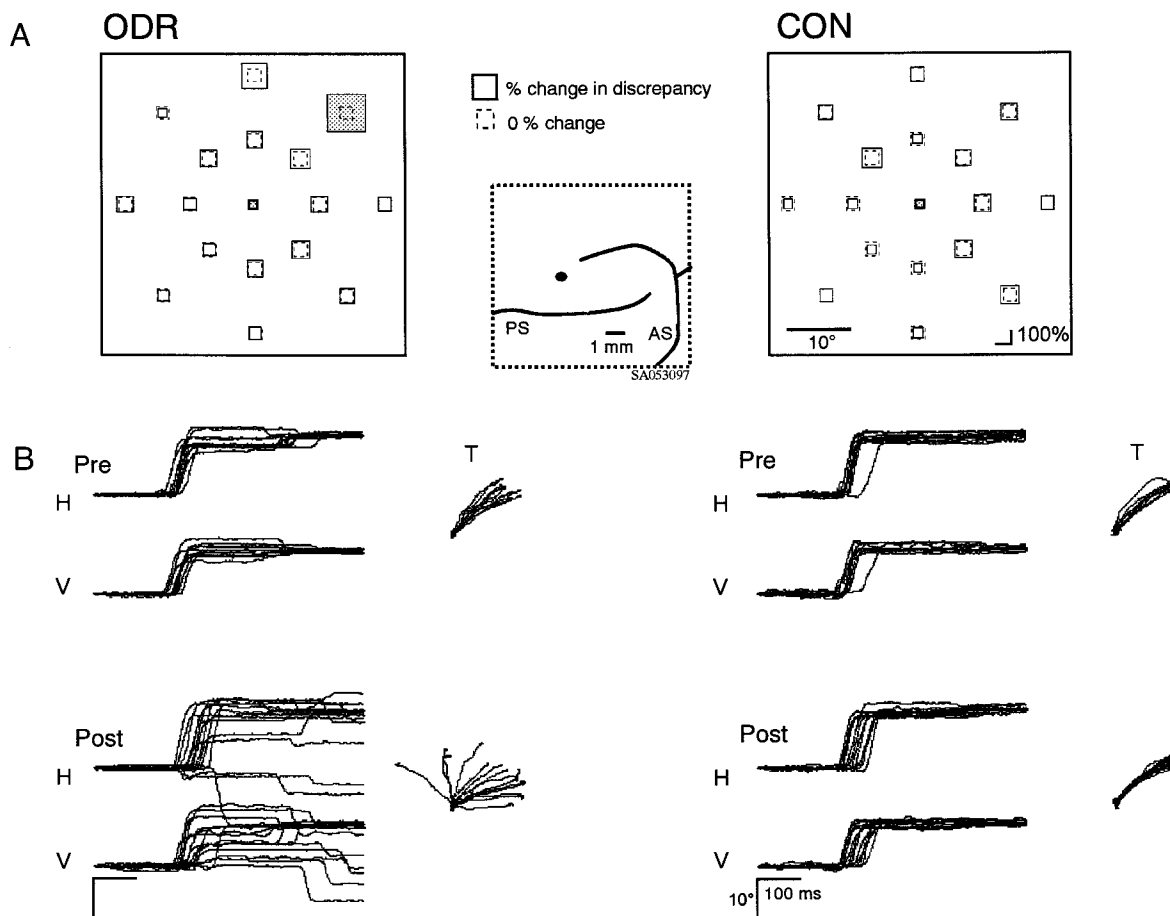 A
ODR
CON
% change in discrepancy
0 % change
PS
1 mm
AS
SA053097
10°
100%
B
Pre
H
V
T
Pre
H
V
T
Post
H
V
Post
H
V
10°
100 ms